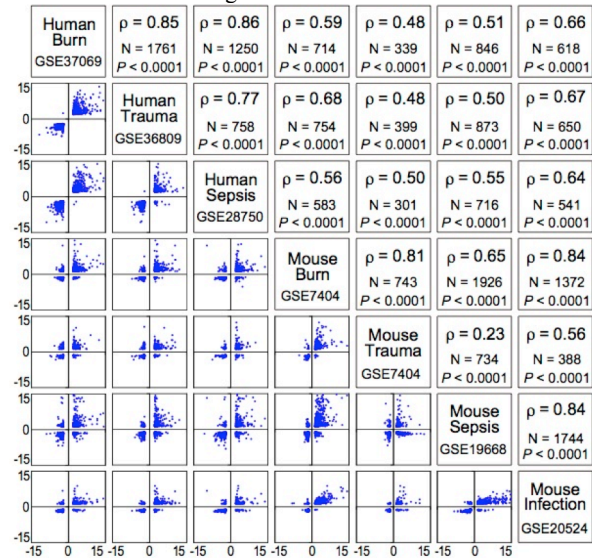 Human Burn GSE37069 ρ = 0.85 N = 1761 P < 0.0001 ρ = 0.86 N = 1250 P < 0.0001 ρ = 0.59 N = 714 P < 0.0001 ρ = 0.48 N = 339 P < 0.0001 ρ = 0.51 N = 846 P < 0.0001 ρ = 0.66 N = 618 P < 0.0001
15 0 -15 Human Trauma GSE36809 ρ = 0.77 N = 758 P < 0.0001 ρ = 0.68 N = 754 P < 0.0001 ρ = 0.48 N = 399 P < 0.0001 ρ = 0.50 N = 873 P < 0.0001 ρ = 0.67 N = 650 P < 0.0001
15 0 -15 Human Sepsis GSE28750 ρ = 0.56 N = 583 P < 0.0001 ρ = 0.50 N = 301 P < 0.0001 ρ = 0.55 N = 716 P < 0.0001 ρ = 0.64 N = 541 P < 0.0001
15 0 -15 Mouse Burn GSE7404 ρ = 0.81 N = 743 P < 0.0001 ρ = 0.65 N = 1926 P < 0.0001 ρ = 0.84 N = 1372 P < 0.0001
15 0 -15 Mouse Trauma GSE7404 ρ = 0.23 N = 734 P < 0.0001 ρ = 0.56 N = 388 P < 0.0001
15 0 -15 Mouse Sepsis GSE19668 ρ = 0.84 N = 1744 P < 0.0001
15 0 -15 Mouse Infection GSE20524
-15 0 15 -15 0 15 -15 0 15 -15 0 15 -15 0 15 -15 0 15